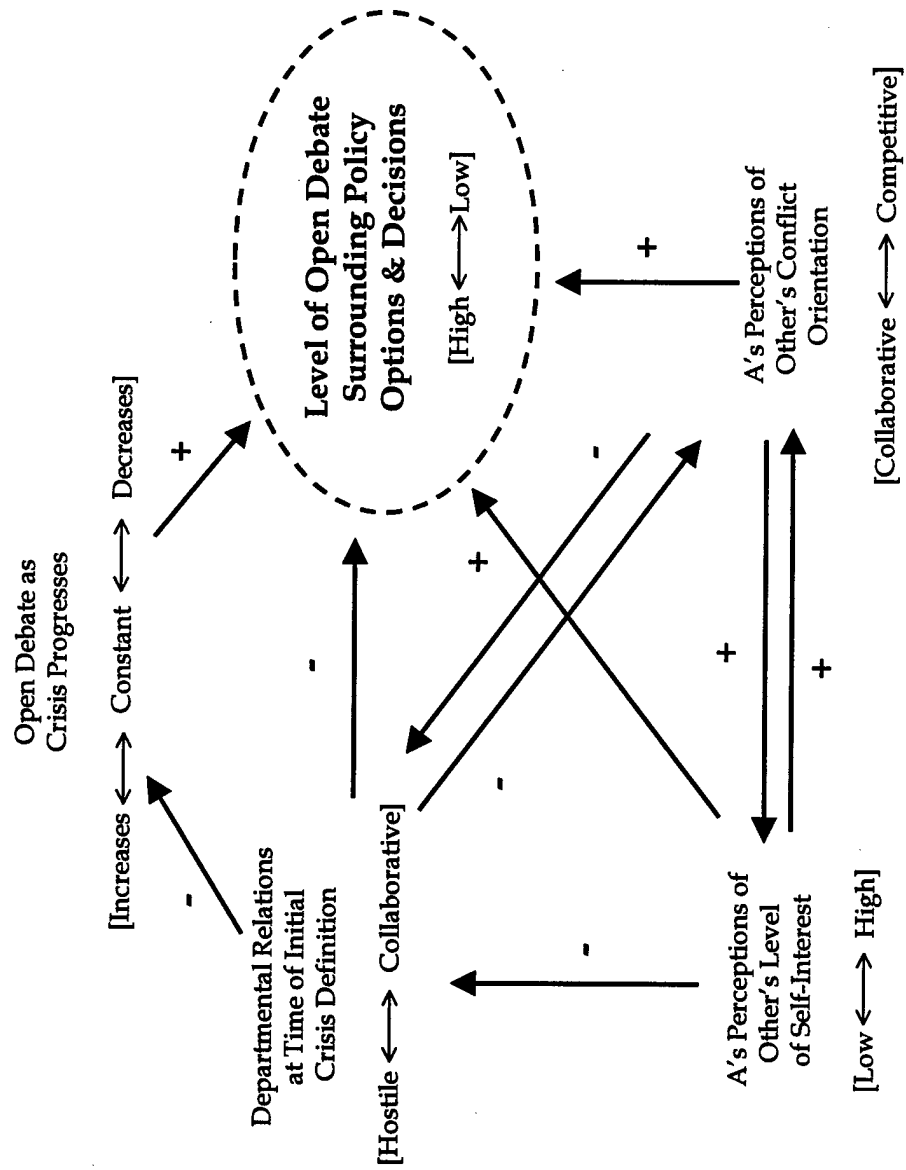 Open Debate as
Crisis Progresses
[Increases ⟷ Constant ⟷ Decreases]
-
+
Departmental Relations
at Time of Initial
Crisis Definition
[Hostile ⟷ Collaborative]
-
Level of Open Debate
Surrounding Policy
Options & Decisions
[High ⟷ Low]
+
-
-
-
+
A's Perceptions of
Other's Level
of Self-Interest
[Low ⟷ High]
+
+
A's Perceptions of
Other's Conflict
Orientation
[Collaborative ⟷ Competitive]